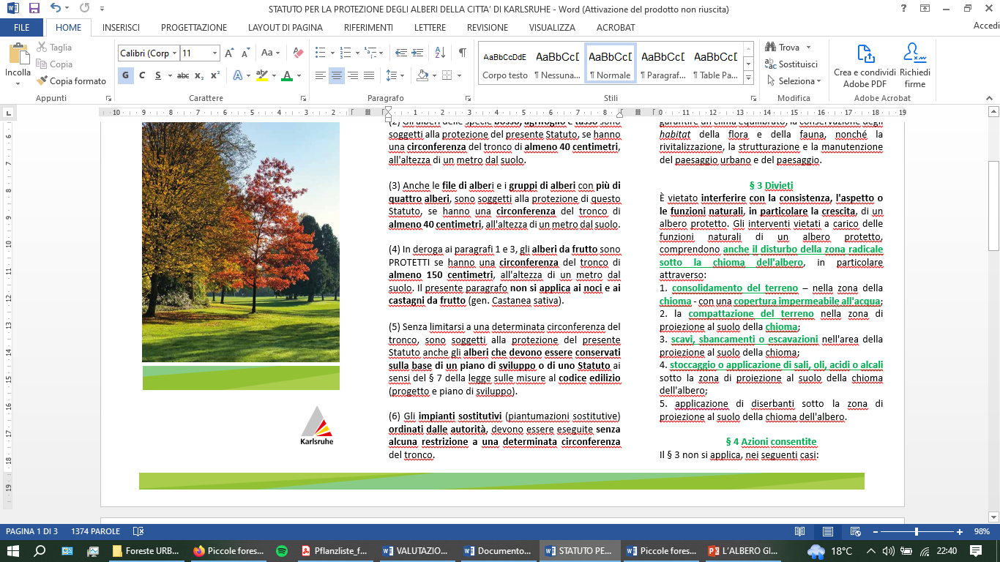 STATUTO PER LA PROTEZIONE DEGLI ALBERI DELLA CITTA' DI KARLSRUHE - Word (Attivazione del prodotto non riuscita)
FILE HOME INSERISCI PROGETTAZIONE LAYOUT DI PAGINA RIFERIMENTI LETTERE REVISIONE VISUALIZZA ACROBAT Accedi
Incolla
Taglia
Copia
Copia formato
Appunti
Calibri (Corp 11
Carattere
Paragrafo
AaBbCcDdE AaBbCcD AaBbCcD AaBbCcD AaBbCcD
Corpo testo ¶ Nessuna... ¶ Normale ¶ Paragraf... ¶ Table Pa...
Stili
Trova
Sostituisci
Seleziona
Modifica
Crea e condividi Adobe PDF
Richiedi firme
Adobe Acrobat
Karlsruhe
(2) Gli alberi delle specie bosso, agrifoglio e tasso sono
soggetti alla protezione del presente Statuto, se hanno
una circonferenza del tronco di almeno 40 centimetri,
all'altezza di un metro dal suolo.
(3) Anche le file di alberi e i gruppi di alberi con più di
quattro alberi, sono soggetti alla protezione di questo
Statuto, se hanno una circonferenza del tronco di
almeno 40 centimetri, all'altezza di un metro dal suolo.
(4) In deroga ai paragrafi 1 e 3, gli alberi da frutto sono
PROTETTI se hanno una circonferenza del tronco di
almeno 150 centimetri, all'altezza di un metro dal
suolo. Il presente paragrafo non si applica ai noci e ai
castagni da frutto (gen. Castanea sativa).
(5) Senza limitarsi a una determinata circonferenza del
tronco, sono soggetti alla protezione del presente
Statuto anche gli alberi che devono essere conservati
sulla base di un piano di sviluppo o di uno Statuto ai
sensi del § 7 della legge sulle misure al codice edilizio
(progetto e piano di sviluppo).
(6) Gli impianti sostitutivi (piantumazioni sostitutive)
ordinati dalle autorità, devono essere eseguite senza
alcuna restrizione a una determinata circonferenza
del tronco.
garantire un clima equilibrato, la conservazione degli
habitat della flora e della fauna, nonché la
rivitalizzazione, la strutturazione e la manutenzione
del paesaggio urbano e del paesaggio.
§ 3 Divieti
È vietato interferire con la consistenza, l'aspetto o
le funzioni naturali, in particolare la crescita, di un
albero protetto. Gli interventi vietati a carico delle
funzioni naturali di un albero protetto,
comprendono anche il disturbo della zona radicale
sotto la chioma dell'albero, in particolare
attraverso:
1. consolidamento del terreno – nella zona della
chioma - con una copertura impermeabile all'acqua;
2. la compattazione del terreno nella zona di
proiezione al suolo della chioma;
3. scavi, sbancamenti o escavazioni nell'area della
proiezione al suolo della chioma;
4. stoccaggio o applicazione di sali, oli, acidi o alcali
sotto la zona di proiezione al suolo della chioma
dell'albero;
5. applicazione di diserbanti sotto la zona di
proiezione al suolo della chioma dell'albero.
§ 4 Azioni consentite
Il § 3 non si applica, nei seguenti casi:
PAGINA 1 DI 3 1374 PAROLE 98%
Foreste URB... Piccole fores... Pflanzliste_f... VALUTAZIO... Documento... STATUTO PE... Piccole fores... L'ALBERO GI... 18°C 22:40